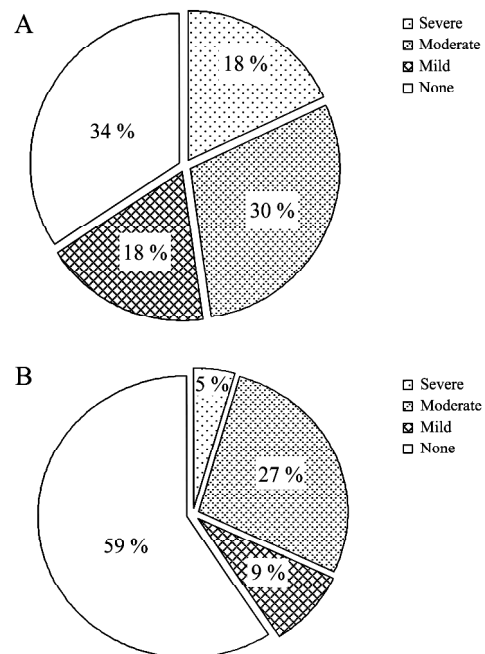 A
Severe
Moderate
Mild
None
18 %
34 %
30 %
18 %
B
Severe
Moderate
Mild
None
5 %
27 %
59 %
9 %